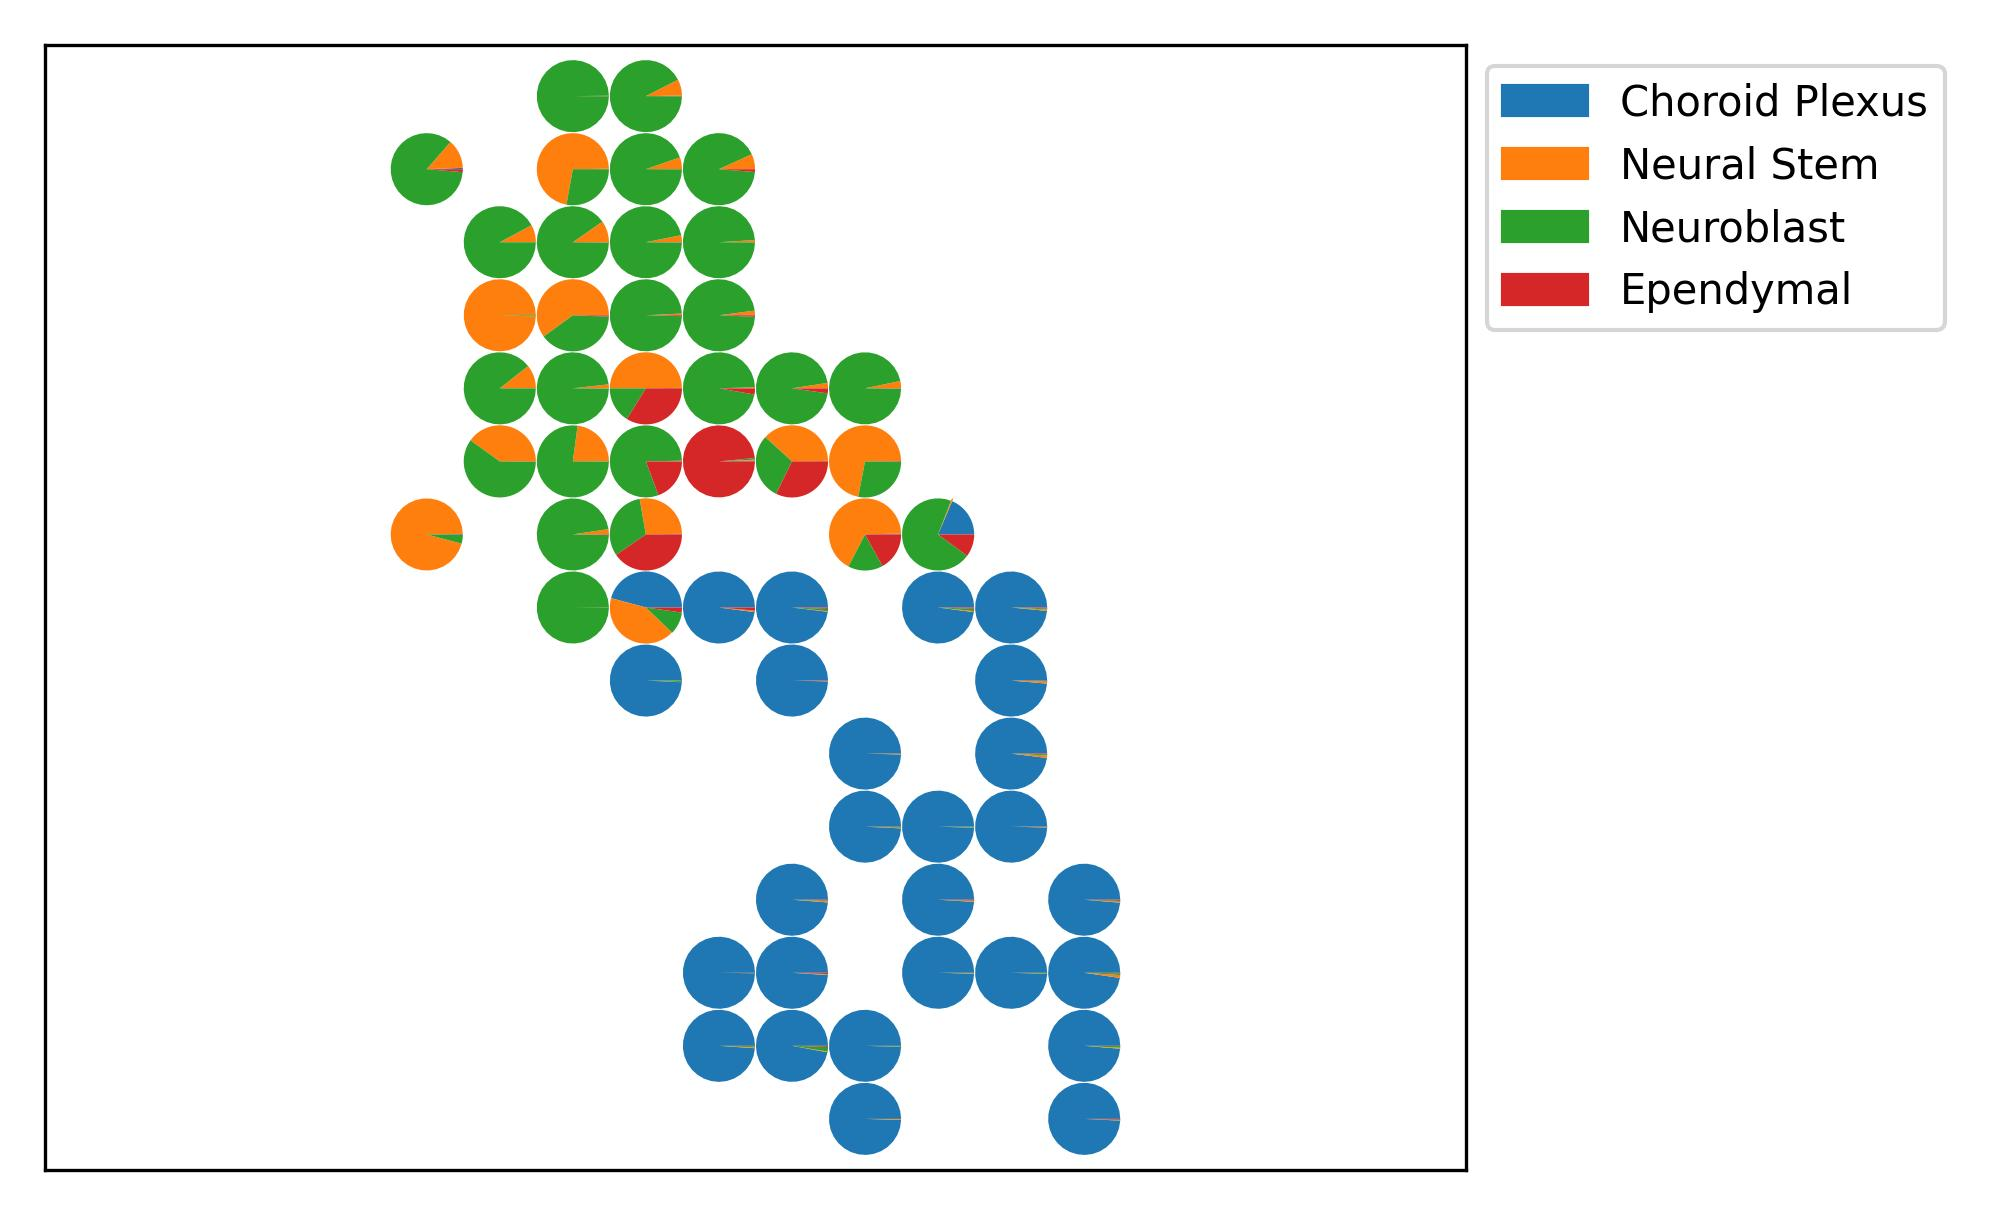 Choroid Plexus
Neural Stem
Neuroblast
Ependymal